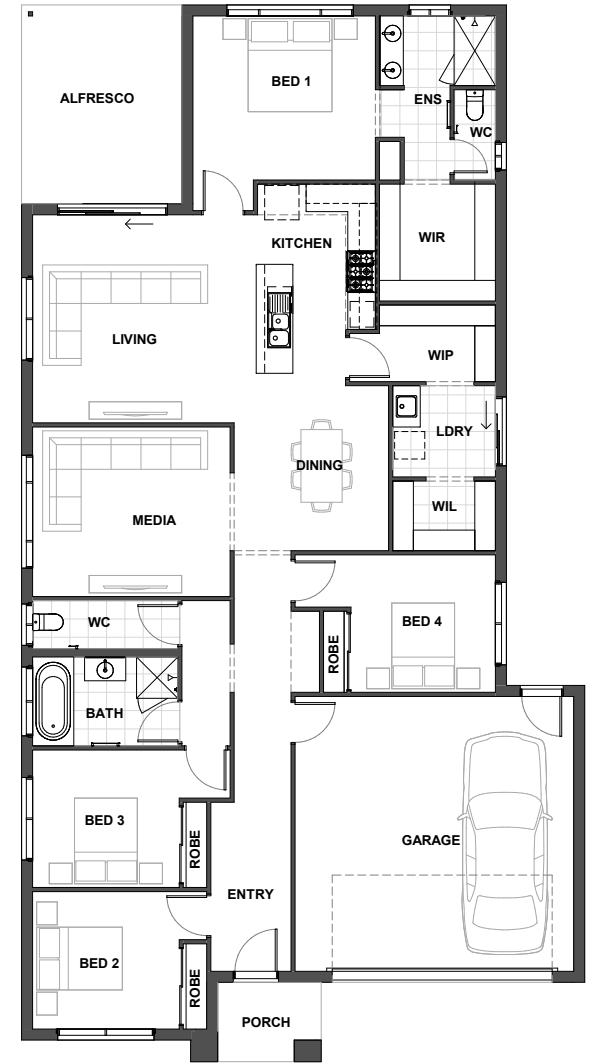 BED 1
ALFRESCO
ENS
WC
WIR
KITCHEN
LIVING
WIP
LDRY
DINING
MEDIA
WIL
WC
BED 4
ROBE
BATH
BED 3
ROBE
GARAGE
ENTRY
BED 2
ROBE
PORCH